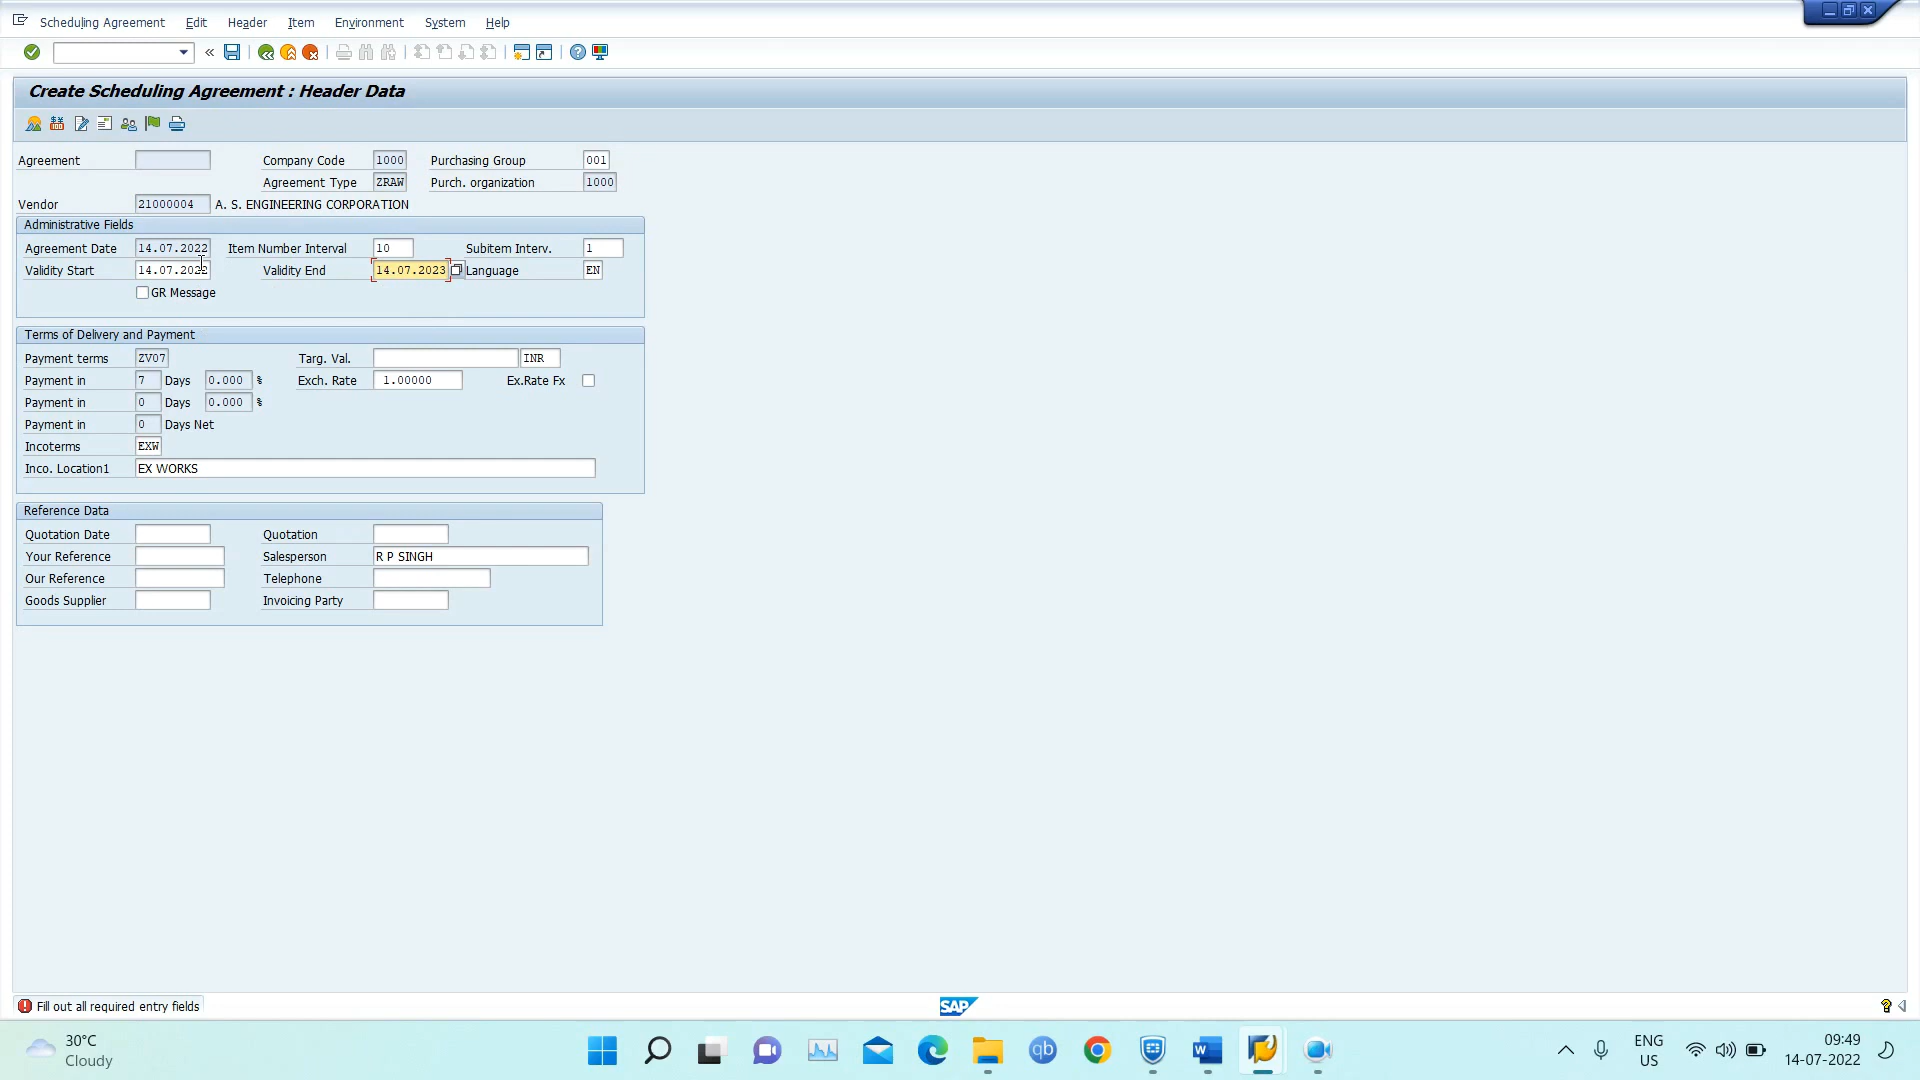 Scheduling Agreement Edit Header Item Environment System Help
Create Scheduling Agreement : Header Data
Agreement Company Code 1000 Purchasing Group 001
Agreement Type ZRAW Purch. organization 1000
Vendor 21000004 A. S. ENGINEERING CORPORATION
Administrative Fields
Agreement Date 14.07.2022 Item Number Interval 10 Subitem Interv. 1
Validity Start 14.07.2022 Validity End 14.07.2023 Language EN
GR Message
Terms of Delivery and Payment
Payment terms ZV07 Targ. Val. INR
Payment in 7 Days 0.000 % Exch. Rate 1.00000 Ex.Rate Fx
Payment in 0 Days 0.000 %
Payment in 0 Days Net
Incoterms EXW
Inco. Location1 EX WORKS
Reference Data
Quotation Date Quotation
Your Reference Salesperson R P SINGH
Our Reference Telephone
Goods Supplier Invoicing Party
Fill out all required entry fields SAP
30°C
Cloudy
qb
W
ENG
US
09:49
14-07-2022